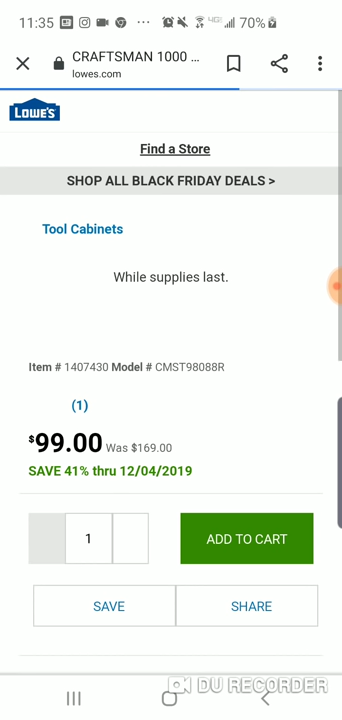 11:35 ... 4G 70%
CRAFTSMAN 1000 ...
lowes.com
LOWE'S
Find a Store
SHOP ALL BLACK FRIDAY DEALS >
Tool Cabinets
While supplies last.
Item # 1407430 Model # CMST98088R
(1)
$99.00 Was $169.00
SAVE 41% thru 12/04/2019
1
ADD TO CART
SAVE
SHARE
DU RECORDER